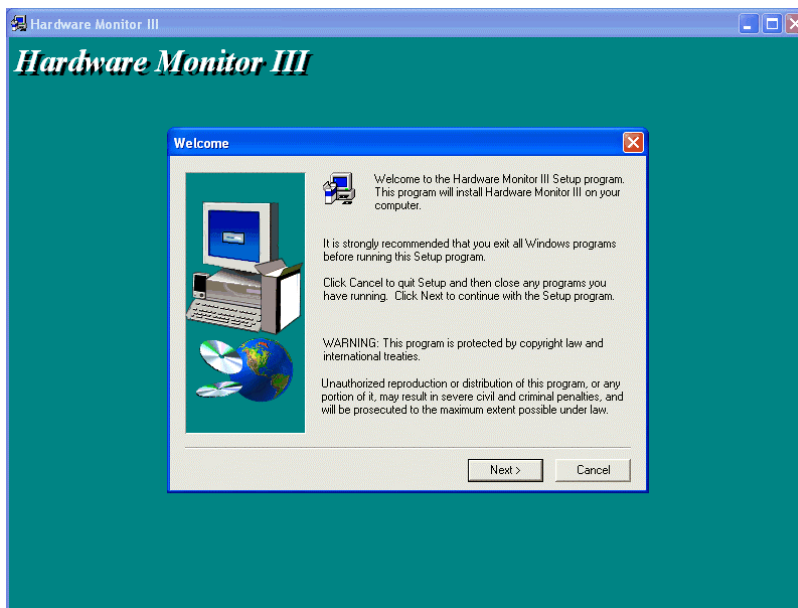 Hardware Monitor III
Hardware Monitor III
Welcome
Welcome to the Hardware Monitor III Setup program.
This program will install Hardware Monitor III on your
computer.
It is strongly recommended that you exit all Windows programs
before running this Setup program.
Click Cancel to quit Setup and then close any programs you
have running. Click Next to continue with the Setup program.
WARNING: This program is protected by copyright law and
international treaties.
Unauthorized reproduction or distribution of this program, or any
portion of it, may result in severe civil and criminal penalties, and
will be prosecuted to the maximum extent possible under law.
Next >
Cancel